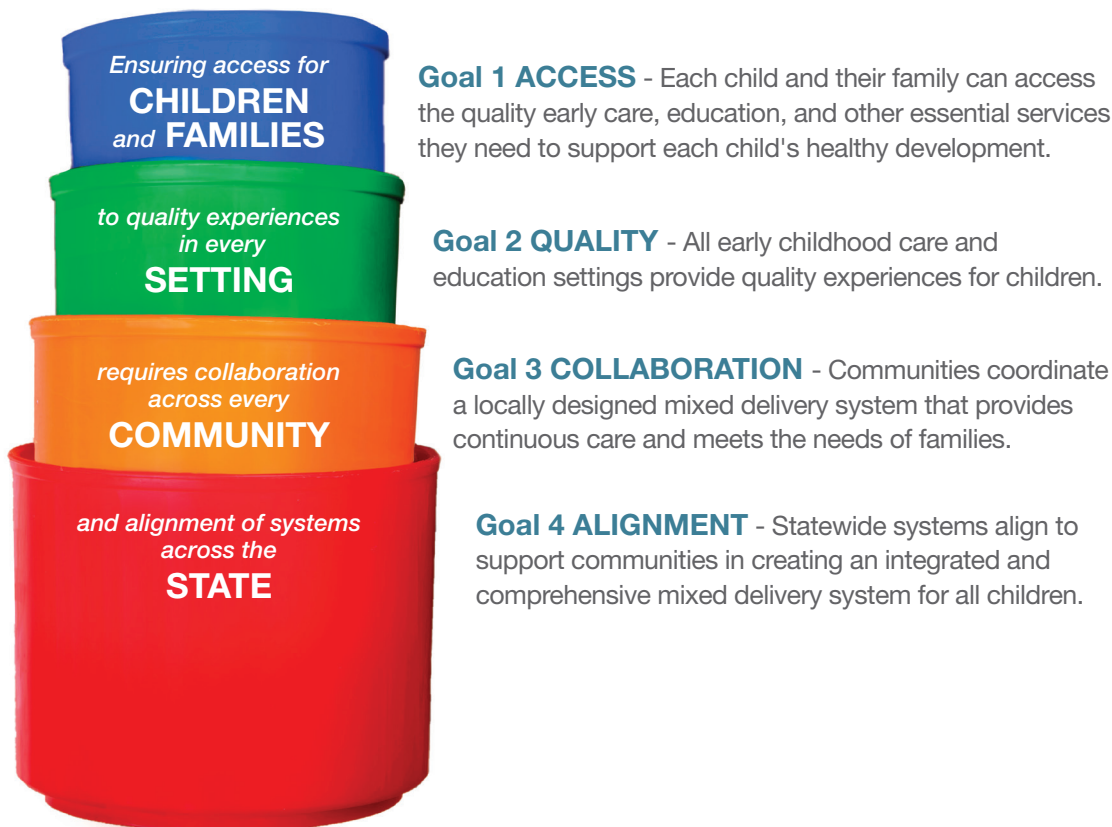 Ensuring access for
CHILDREN
and FAMILIES
Goal 1 ACCESS - Each child and their family can access
the quality early care, education, and other essential services
they need to support each child's healthy development.
to quality experiences
in every
SETTING
Goal 2 QUALITY - All early childhood care and
education settings provide quality experiences for children.
requires collaboration
across every
COMMUNITY
Goal 3 COLLABORATION - Communities coordinate
a locally designed mixed delivery system that provides
continuous care and meets the needs of families.
and alignment of systems
across the
STATE
Goal 4 ALIGNMENT - Statewide systems align to
support communities in creating an integrated and
comprehensive mixed delivery system for all children.